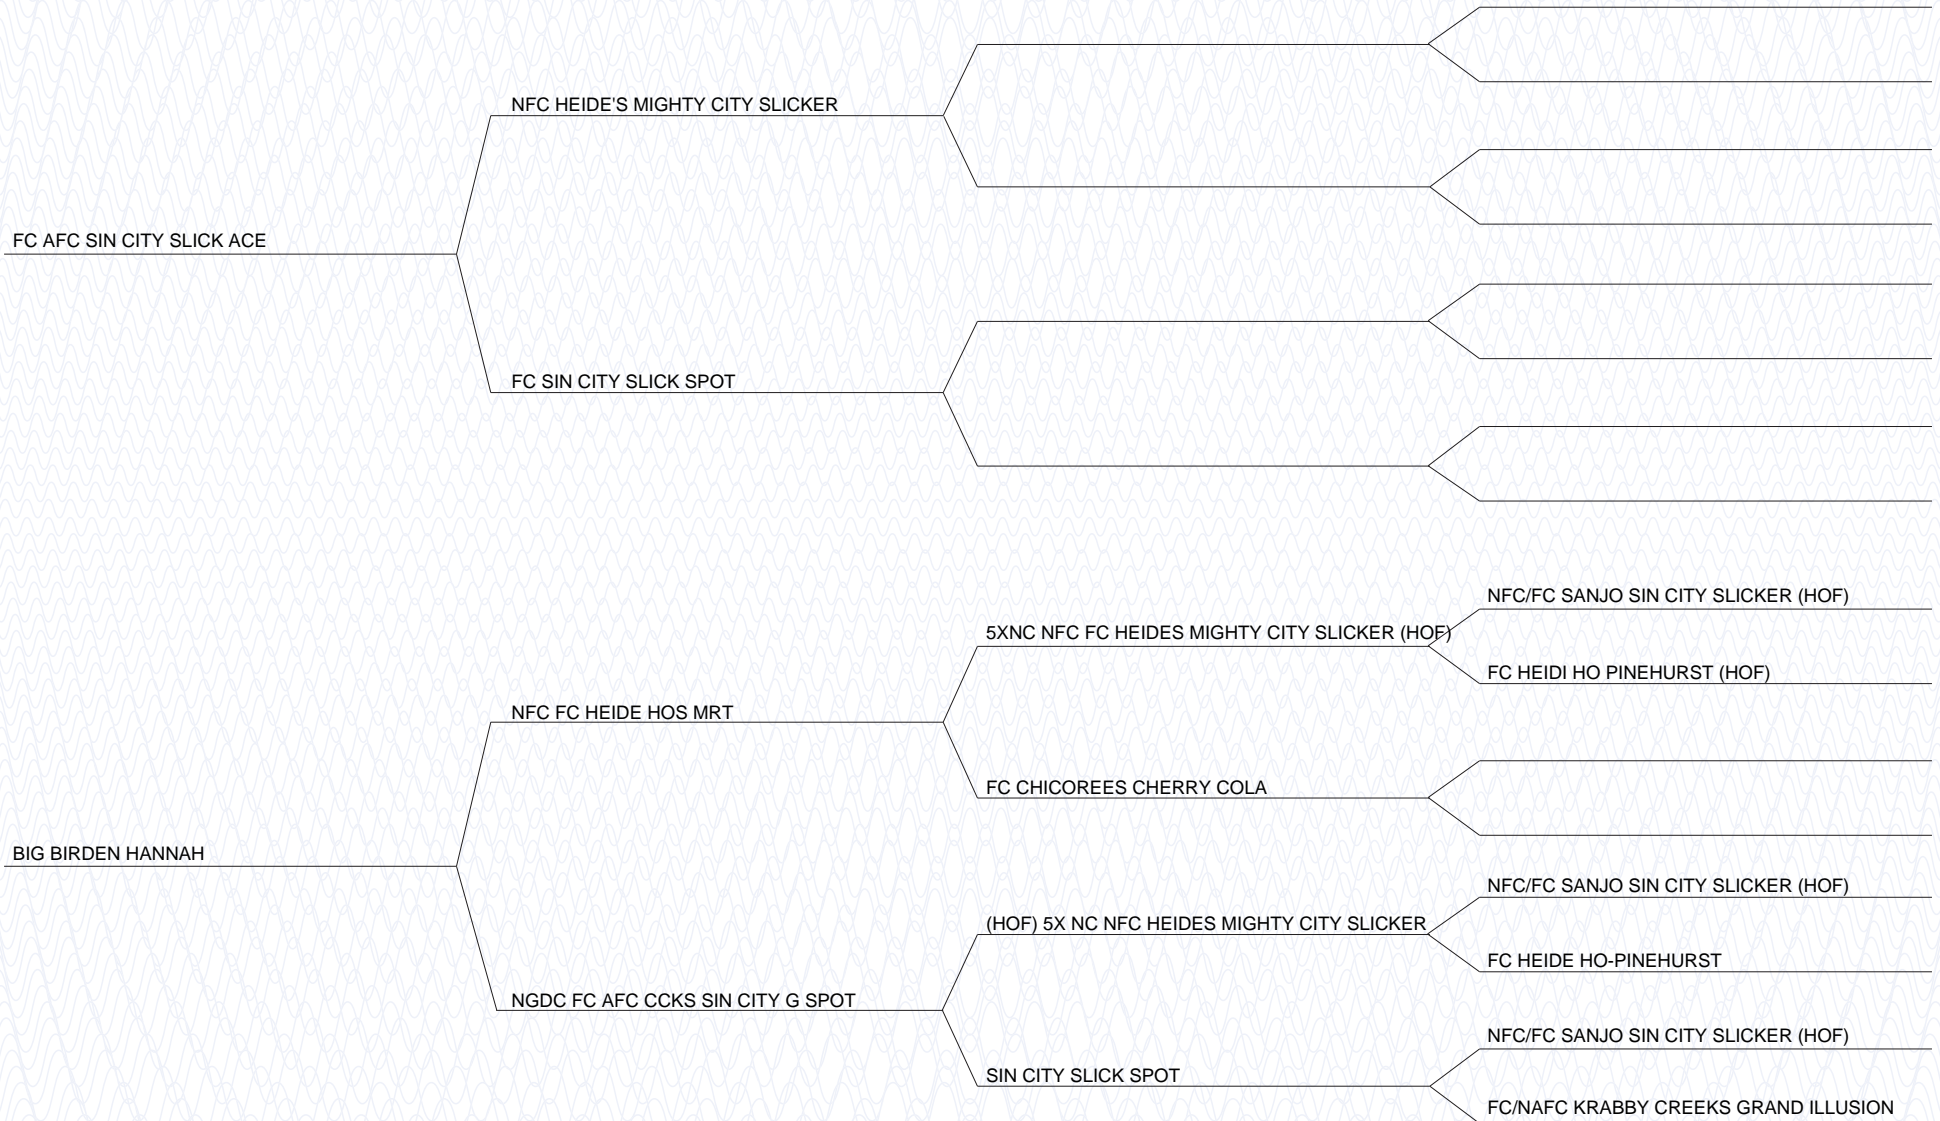 NFC HEIDE'S MIGHTY CITY SLICKER
FC AFC SIN CITY SLICK ACE
FC SIN CITY SLICK SPOT
NFC/FC SANJO SIN CITY SLICKER (HOF)
5XNC NFC FC HEIDES MIGHTY CITY SLICKER (HOF)
FC HEIDI HO PINEHURST (HOF)
NFC FC HEIDE HOS MRT
FC CHICOREES CHERRY COLA
BIG BIRDEN HANNAH
NFC/FC SANJO SIN CITY SLICKER (HOF)
(HOF) 5X NC NFC HEIDES MIGHTY CITY SLICKER
FC HEIDE HO-PINEHURST
NGDC FC AFC CCKS SIN CITY G SPOT
NFC/FC SANJO SIN CITY SLICKER (HOF)
SIN CITY SLICK SPOT
FC/NAFC KRABBY CREEKS GRAND ILLUSION